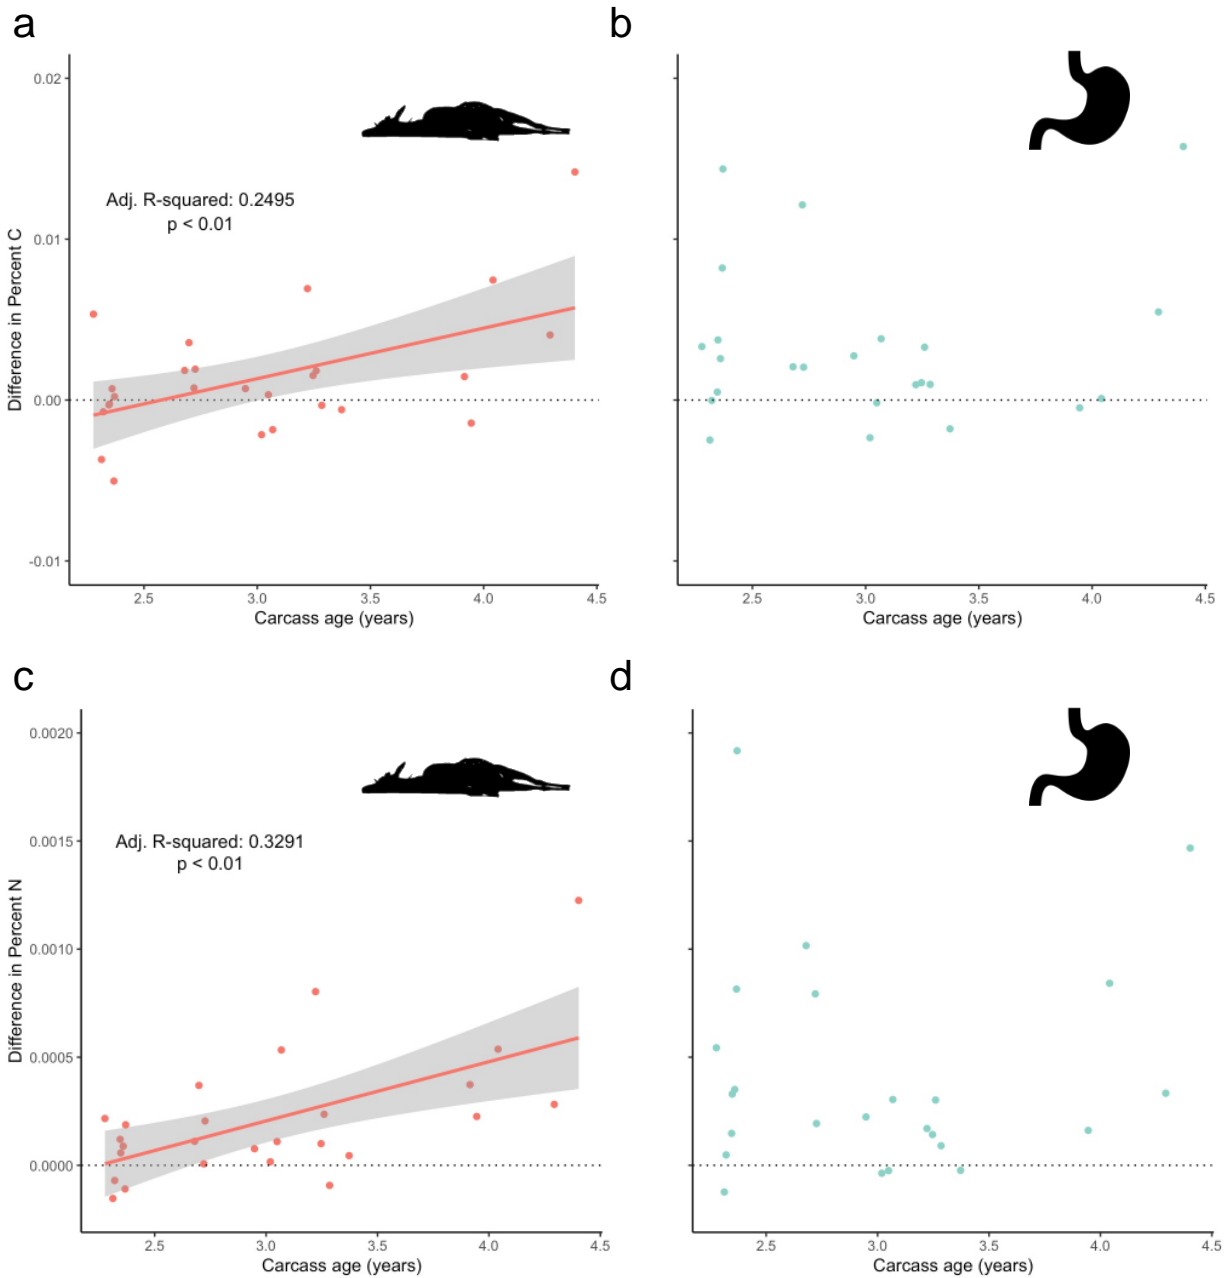 a
b
0.02
0.01
0.00
-0.01
Difference in Percent C
Adj. R-squared: 0.2495
p < 0.01
2.5 3.0 3.5 4.0 4.5
Carcass age (years)
2.5 3.0 3.5 4.0 4.5
Carcass age (years)
c
d
0.0020
0.0015
0.0010
0.0005
0.0000
Difference in Percent N
Adj. R-squared: 0.3291
p < 0.01
2.5 3.0 3.5 4.0 4.5
Carcass age (years)
2.5 3.0 3.5 4.0 4.5
Carcass age (years)